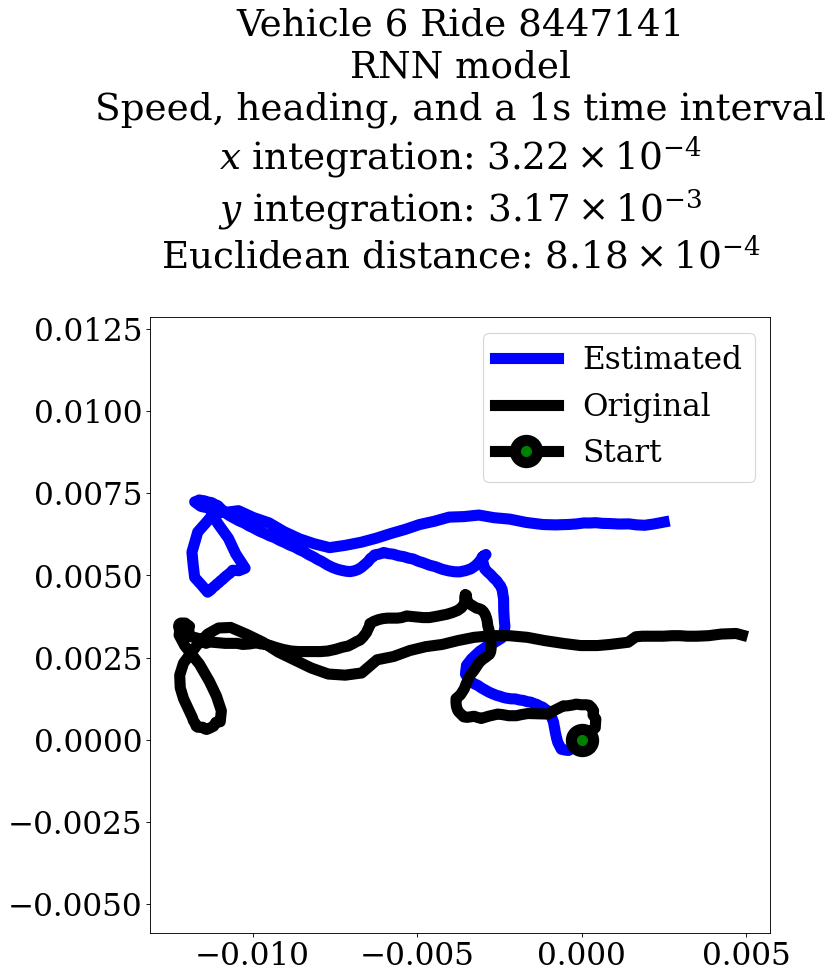 Vehicle 6 Ride 8447141
RNN model
Speed, heading, and a 1s time interval
x integration: 3.22 × 10⁻⁴
y integration: 3.17 × 10⁻³
Euclidean distance: 8.18 × 10⁻⁴
Estimated
Original
Start
0.0125
0.0100
0.0075
0.0050
0.0025
0.0000
−0.0025
−0.0050
−0.010 −0.005 0.000 0.005